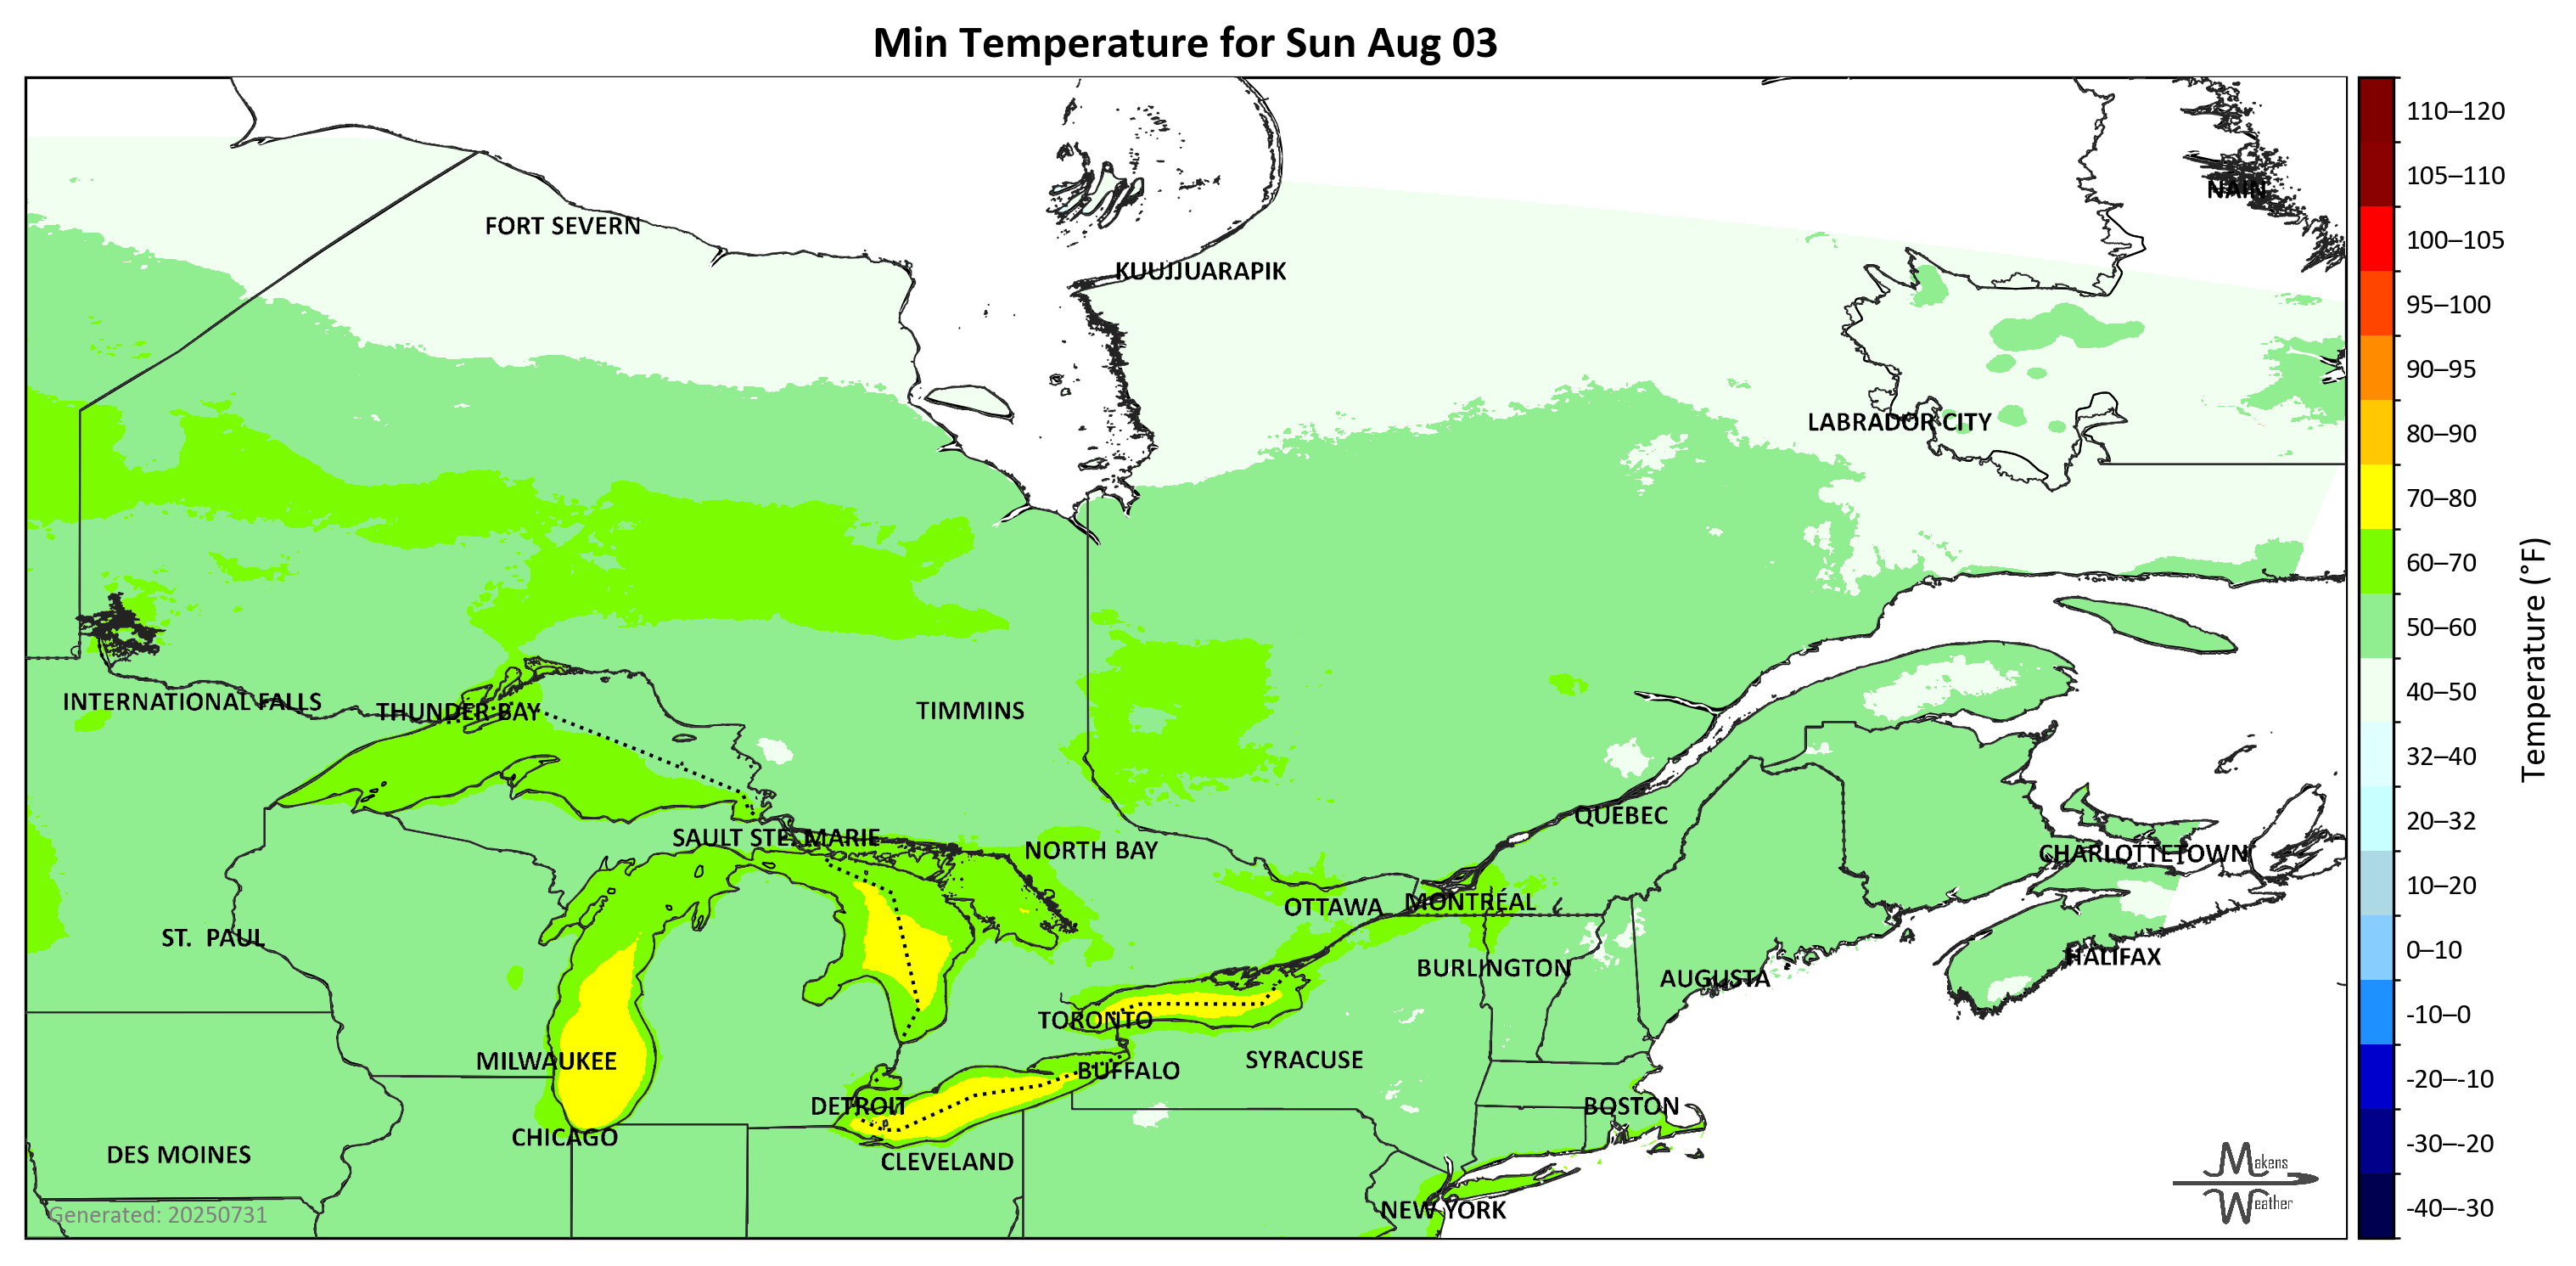 Min Temperature for Sun Aug 03
110–120
105–110
NAIN
FORT SEVERN
100–105
KUUJJUARAPIK
95–100
90–95
LABRADOR CITY
80–90
70–80
60–70
50–60
Temperature (°F)
INTERNATIONAL FALLS
THUNDER BAY
TIMMINS
40–50
32–40
QUÉBEC
20–32
SAULT STE. MARIE
NORTH BAY
CHARLOTTETOWN
10–20
OTTAWA
MONTRÉAL
ST.  PAUL
0–10
HALIFAX
BURLINGTON
AUGUSTA
TORONTO
-10–0
MILWAUKEE
SYRACUSE
BUFFALO
-20–-10
DETROIT
BOSTON
CHICAGO
-30–-20
DES MOINES
CLEVELAND
Makens
Weather
Generated: 20250731
NEW YORK
-40–-30